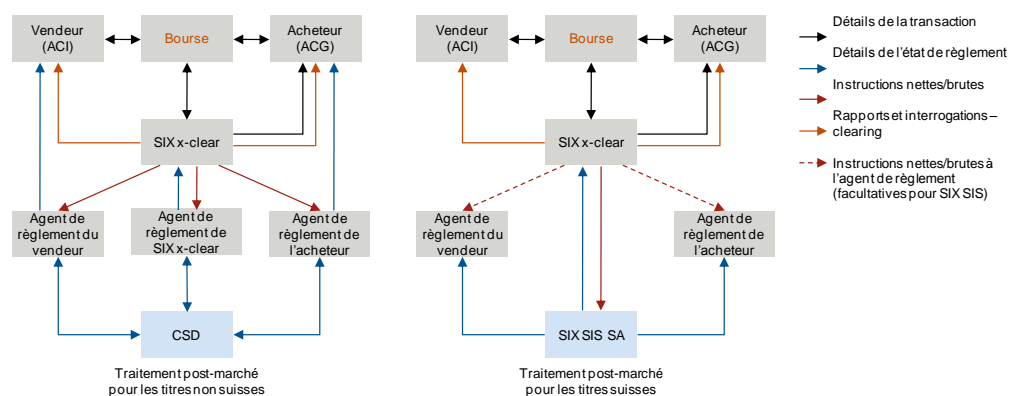 Vendeur
(ACI)
Bourse
Acheteur
(ACG)
SIX x-clear
Agent de
règlement du
vendeur
Agent de
règlement de
SIX x-clear
Agent de
règlement de
l'acheteur
CSD
Traitement post-marché
pour les titres non suisses
Vendeur
(ACI)
Bourse
Acheteur
(ACG)
SIX x-clear
Agent de
règlement du
vendeur
Agent de
règlement de
l'acheteur
SIX SIS SA
Traitement post-marché
pour les titres suisses
Détails de la transaction
Détails de l'état de règlement
Instructions nettes/brutes
Rapports et interrogations –
clearing
Instructions nettes/brutes à
l'agent de règlement
(facultatives pour SIX SIS)